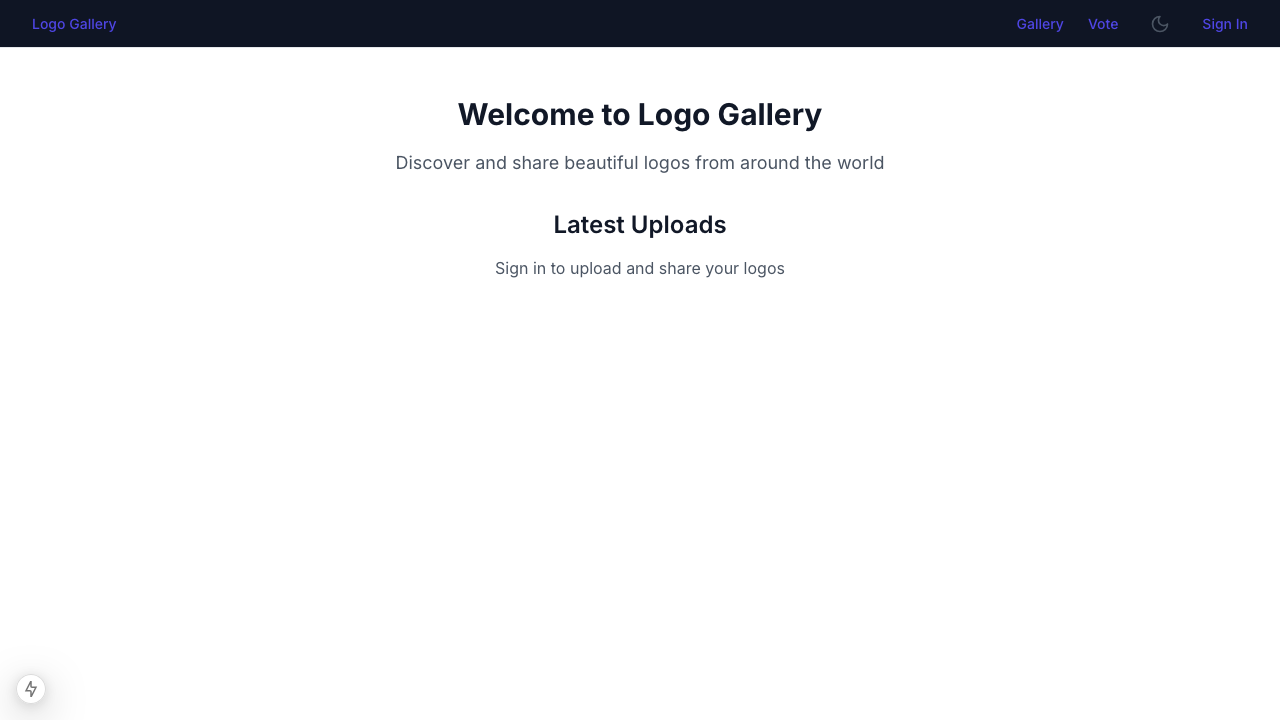 Logo Gallery
Gallery
Vote
Sign In
Welcome to Logo Gallery
Discover and share beautiful logos from around the world
Latest Uploads
Sign in to upload and share your logos